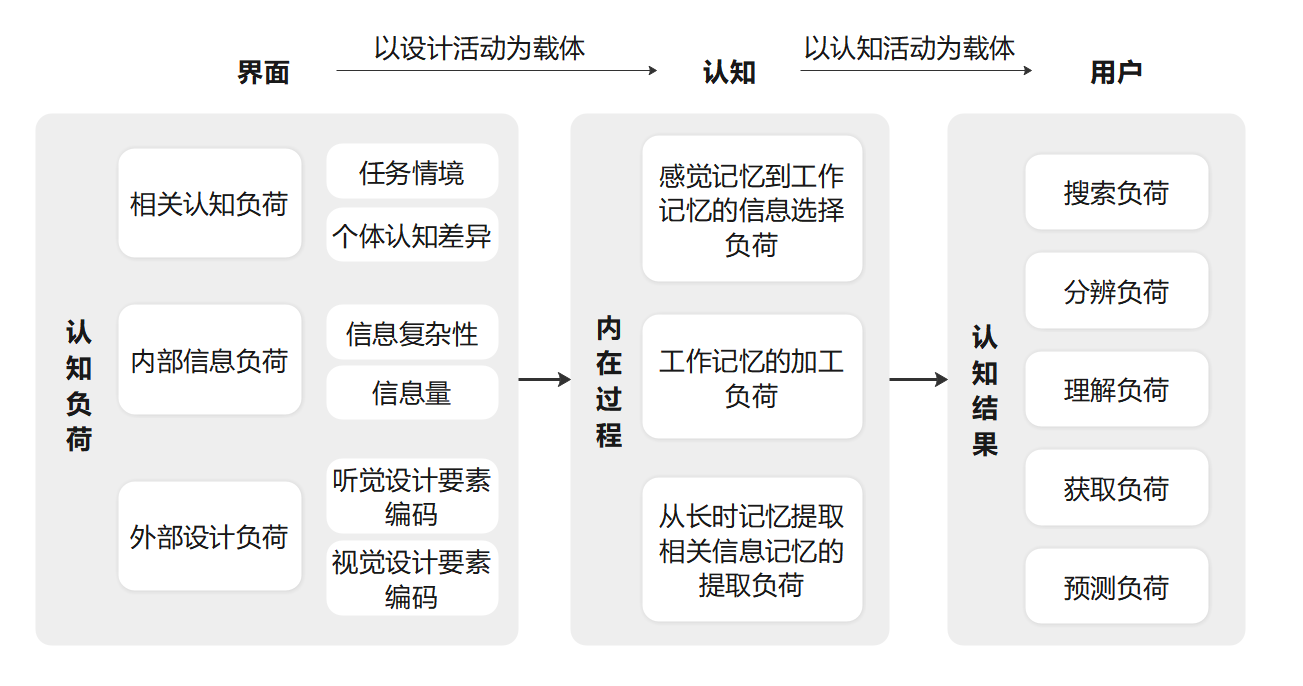 以设计活动为载体
以认知活动为载体
界面
认知
用户
认知负荷
相关认知负荷
任务情境
个体认知差异
内部信息负荷
信息复杂性
信息量
外部设计负荷
听觉设计要素
编码
视觉设计要素
编码
内在过程
感觉记忆到工作
记忆的信息选择
负荷
工作记忆的加工
负荷
从长时记忆提取
相关信息记忆的
提取负荷
认知结果
搜索负荷
分辨负荷
理解负荷
获取负荷
预测负荷